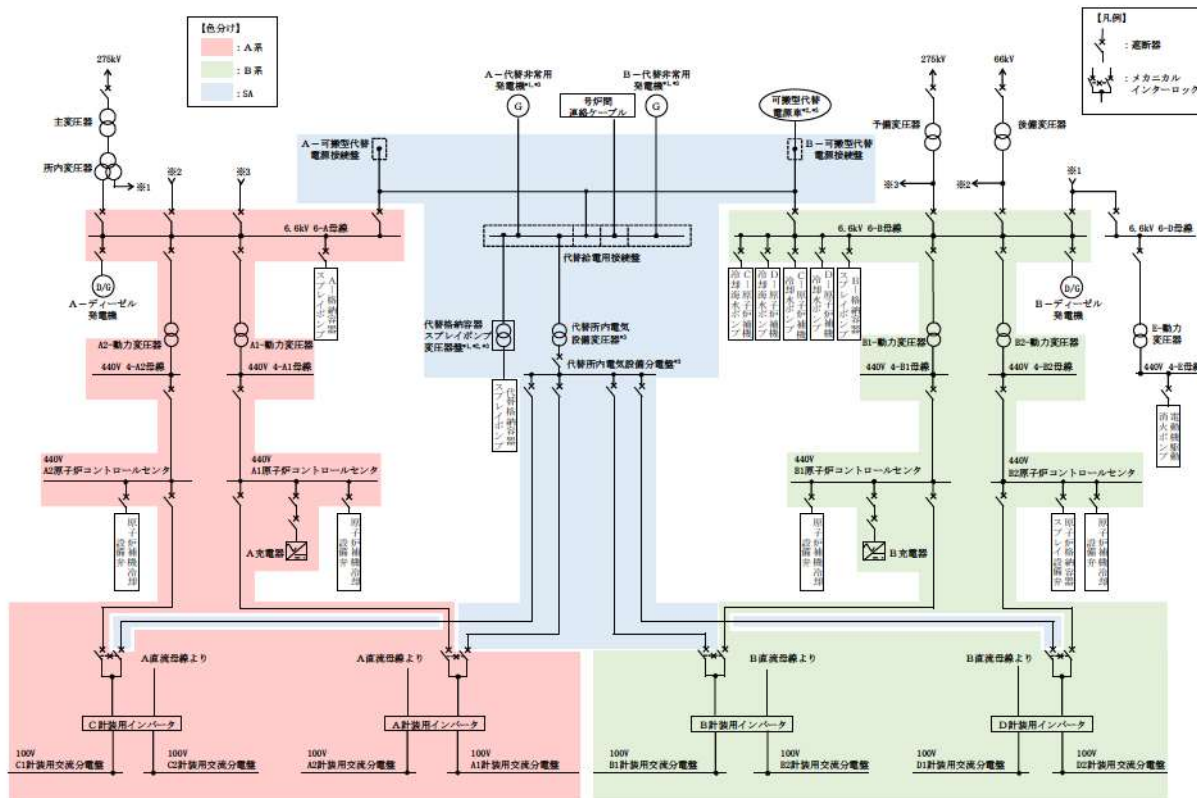 【色分け】
：A系
：B系
：SA
【凡例】
：遮断器
：メカニカル
インターロック
275kV
主変圧器
所内変圧器
※1
※2
※3
A－代替非常用
発電機*1,*2
号炉間
連絡ケーブル
B－代替非常用
発電機*1,*2
可搬型代替
電源車*2,*3
G
G
A－可搬型代替
電源接続盤
B－可搬型代替
電源接続盤
275kV
66kV
予備変圧器
後備変圧器
※3
※2
※1
6.6kV 6-A母線
代替給電用接続盤
6.6kV 6-B母線
6.6kV 6-D母線
D/G
A－ディーゼル
発電機
A－格納容器
スプレイポンプ
C－原子炉補機
冷却海水ポンプ
D－原子炉補機
冷却海水ポンプ
C－原子炉補機
冷却水ポンプ
D－原子炉補機
冷却水ポンプ
B－格納容器
スプレイポンプ
D/G
B－ディーゼル
発電機
A2-動力変圧器
A1-動力変圧器
代替格納容器
スプレイポンプ
変圧器盤*1,*2,*3
代替所内電気
設備変圧器*3
B1-動力変圧器
B2-動力変圧器
E-動力
変圧器
440V 4-A2母線
440V 4-A1母線
代替所内電気設備分電盤*3
440V 4-B1母線
440V 4-B2母線
440V 4-E母線
代替格納容器
スプレイポンプ
電動機駆動
消火ポンプ
440V
A2原子炉コントロールセンタ
440V
A1原子炉コントロールセンタ
440V
B1原子炉コントロールセンタ
440V
B2原子炉コントロールセンタ
原子炉補機冷却
設備弁
A充電器
原子炉補機冷却
設備弁
原子炉補機冷却
設備弁
B充電器
原子炉格納容器
スプレイ設備弁
原子炉補機冷却
設備弁
A直流母線より
A直流母線より
B直流母線より
B直流母線より
C計装用インバータ
A計装用インバータ
B計装用インバータ
D計装用インバータ
100V
C1計装用交流分電盤
100V
C2計装用交流分電盤
100V
A2計装用交流分電盤
100V
A1計装用交流分電盤
100V
B1計装用交流分電盤
100V
B2計装用交流分電盤
100V
D1計装用交流分電盤
100V
D2計装用交流分電盤